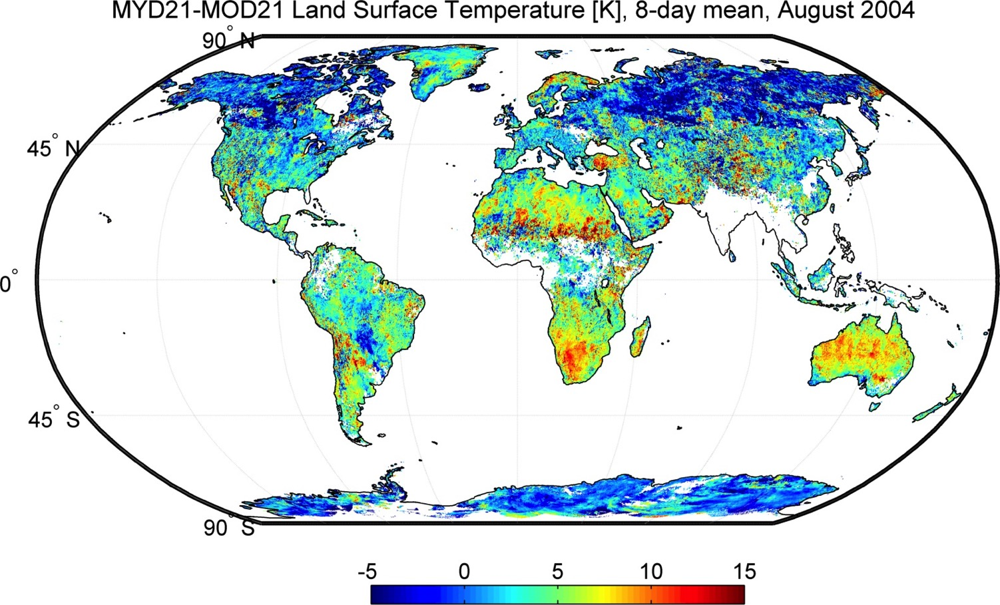 MYD21-MOD21 Land Surface Temperature [K], 8-day mean, August 2004
90° N
45° N
0°
45° S
90° S
-5 0 5 10 15